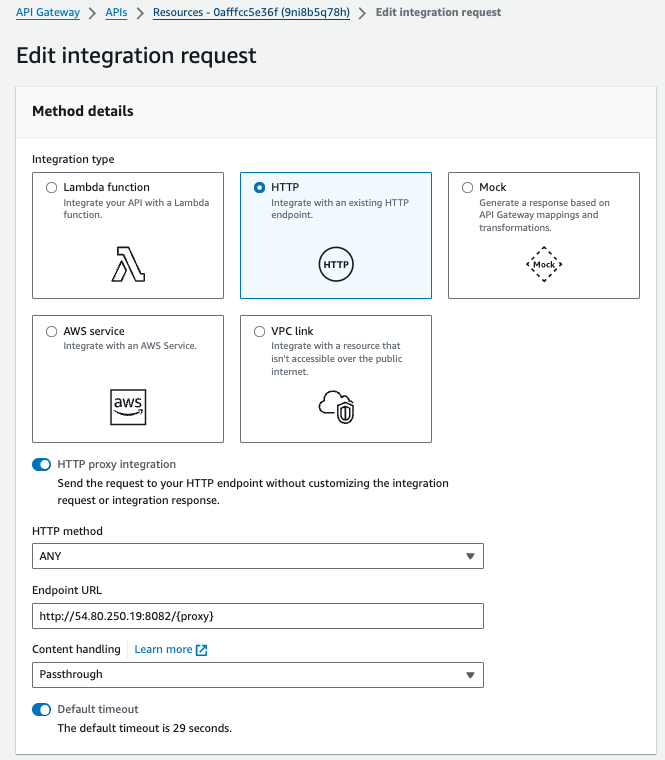 API Gateway > APIs > Resources - 0afffcc5e36f (9ni8b5q78h) > Edit integration request
Edit integration request
Method details
Integration type
Lambda function
Integrate your API with a Lambda
function.
HTTP
Integrate with an existing HTTP
endpoint.
HTTP
Mock
Generate a response based on
API Gateway mappings and
transformations.
Mock
AWS service
Integrate with an AWS Service.
aws
VPC link
Integrate with a resource that
isn't accessible over the public
internet.
HTTP proxy integration
Send the request to your HTTP endpoint without customizing the integration
request or integration response.
HTTP method
ANY
Endpoint URL
http://54.80.250.19:8082/{proxy}
Content handling | Learn more
Passthrough
Default timeout
The default timeout is 29 seconds.